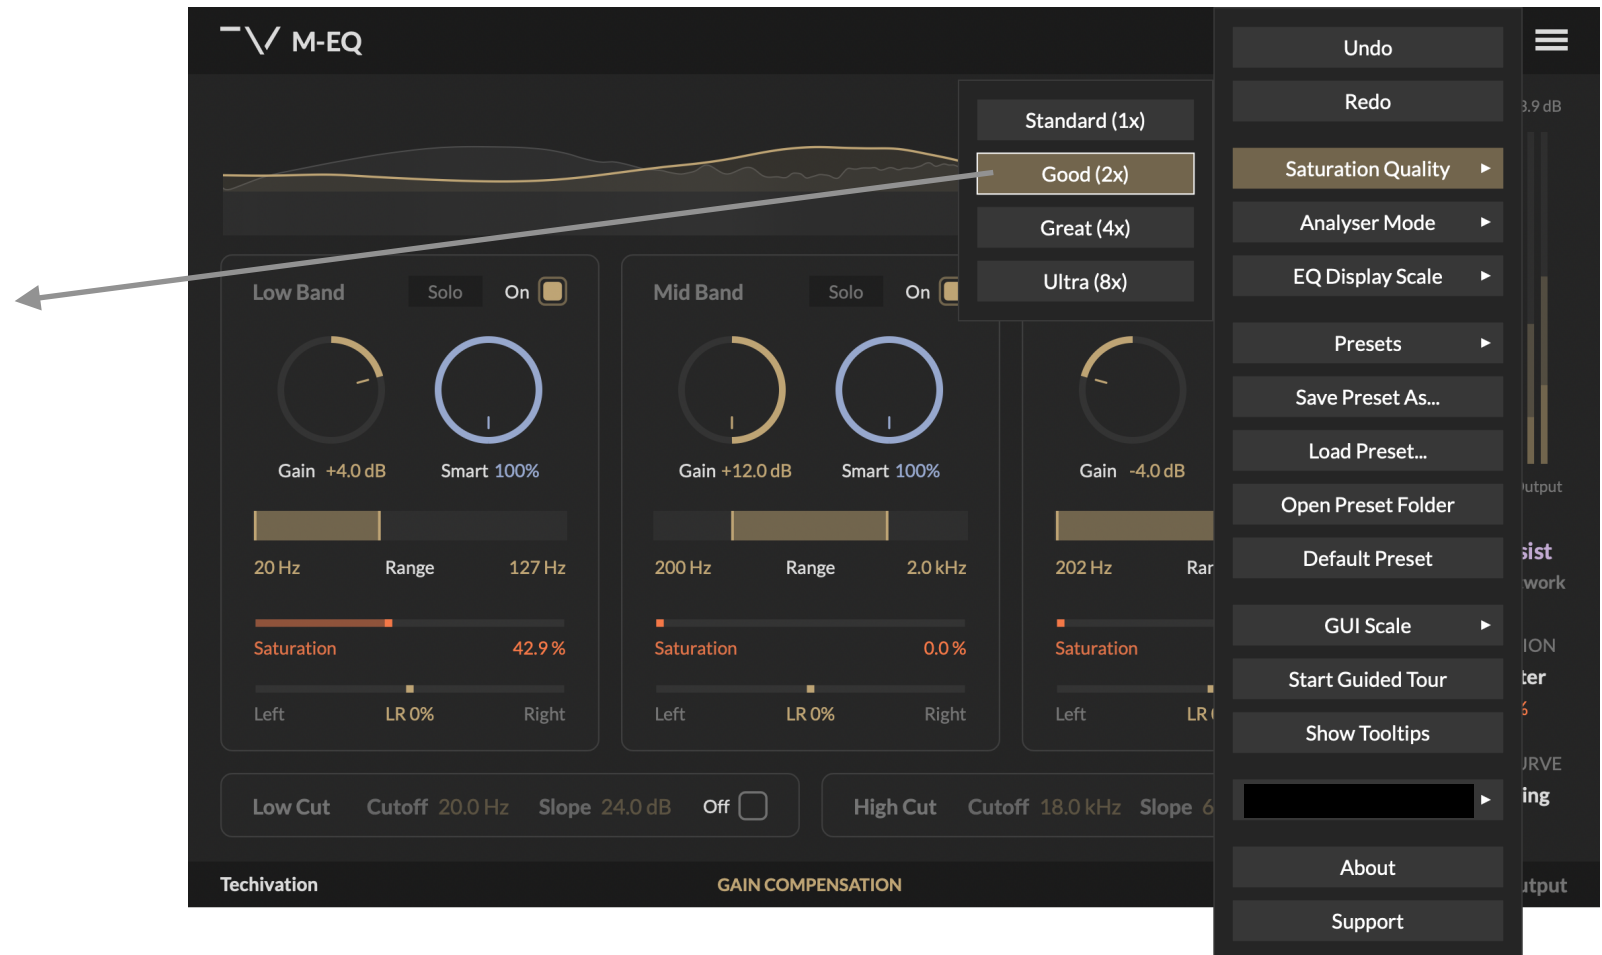 M-EQ
Undo
Redo
Saturation Quality
Analyser Mode
EQ Display Scale
Presets
Save Preset As...
Load Preset...
Open Preset Folder
Default Preset
GUI Scale
Start Guided Tour
Show Tooltips
About
Support
Standard (1x)
Good (2x)
Great (4x)
Ultra (8x)
3.9 dB
Low Band Solo On
Gain +4.0 dB Smart 100%
20 Hz Range 127 Hz
Saturation 42.9 %
Left LR 0% Right
Mid Band Solo On
Gain +12.0 dB Smart 100%
200 Hz Range 2.0 kHz
Saturation 0.0 %
Left LR 0% Right
Gain -4.0 dB
202 Hz
Saturation
Left LR
Low Cut Cutoff 20.0 Hz Slope 24.0 dB Off
High Cut Cutoff 18.0 kHz Slope 6
Techivation
GAIN COMPENSATION